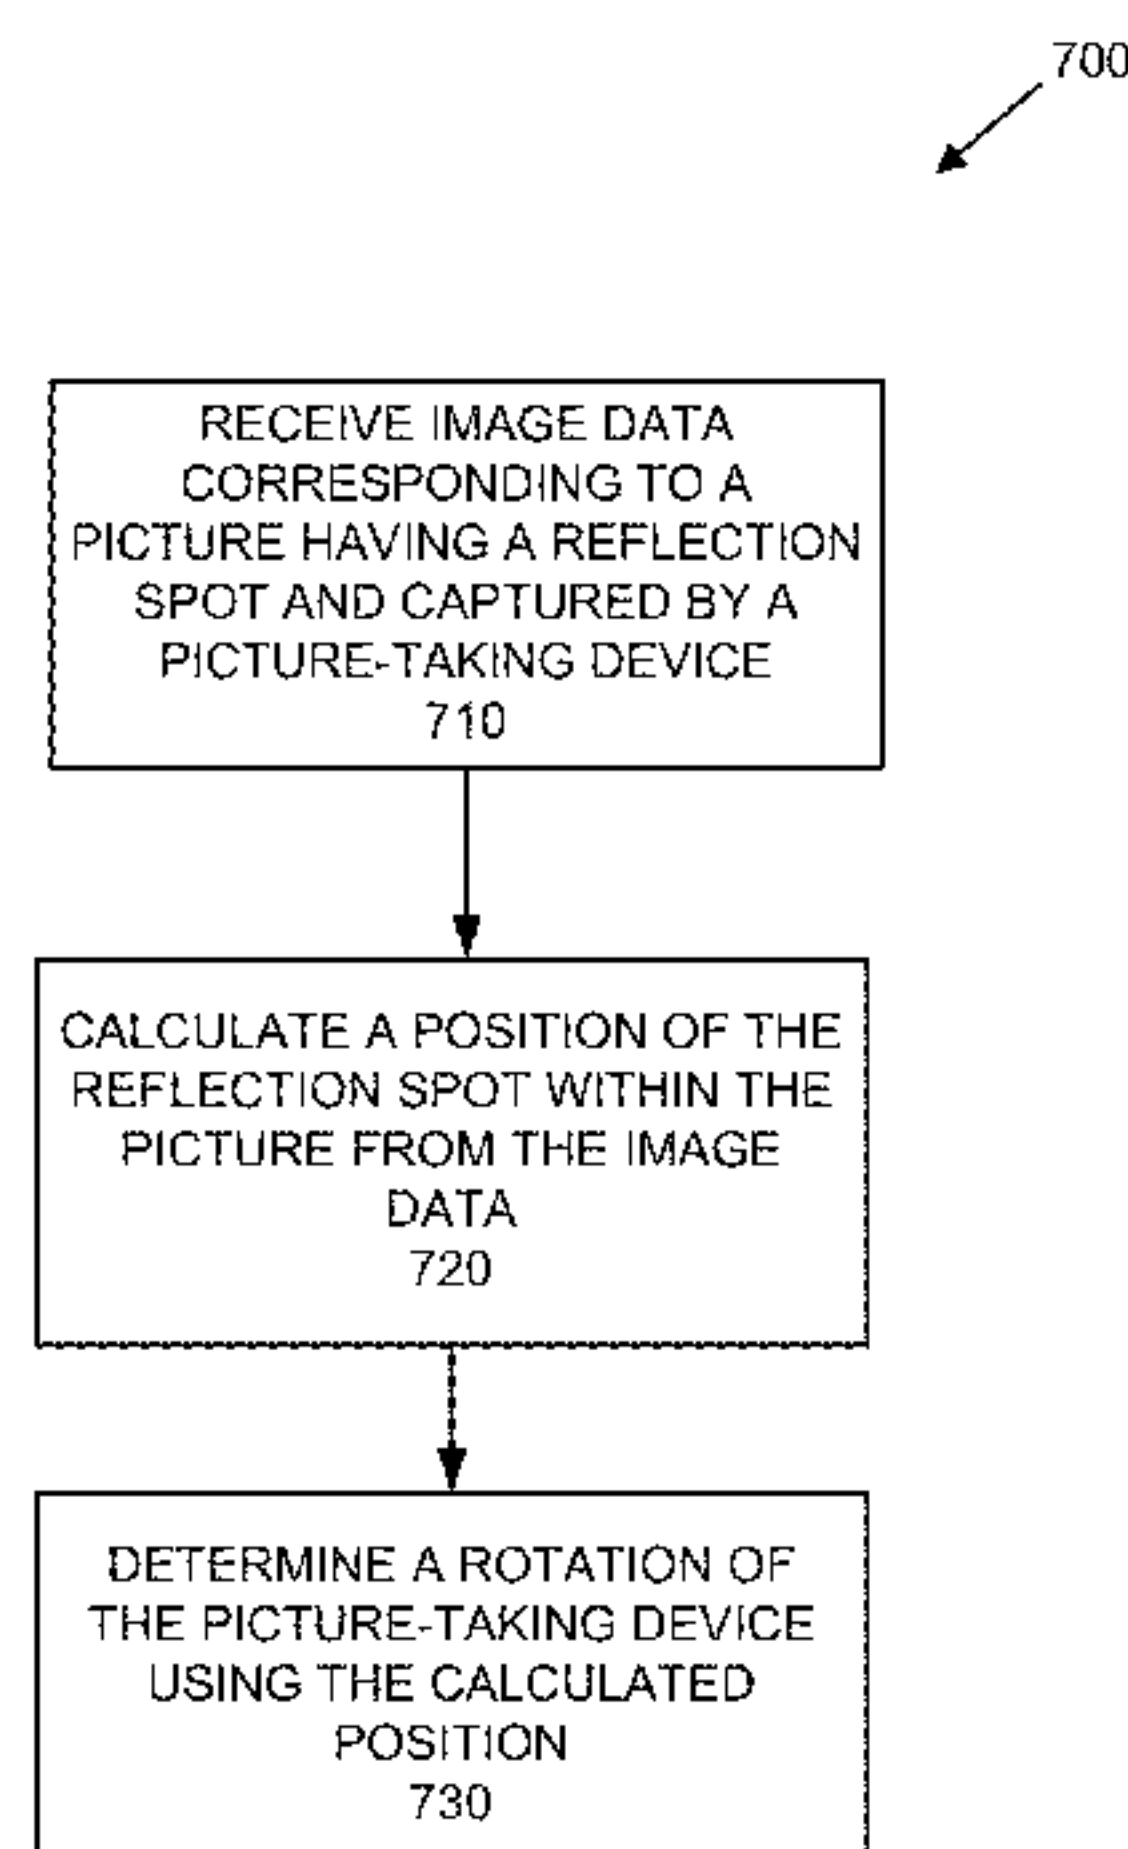 700
RECEIVE IMAGE DATA
CORRESPONDING TO A
PICTURE HAVING A REFLECTION
SPOT AND CAPTURED BY A
PICTURE-TAKING DEVICE
710
CALCULATE A POSITION OF THE
REFLECTION SPOT WITHIN THE
PICTURE FROM THE IMAGE
DATA
720
DETERMINE A ROTATION OF
THE PICTURE-TAKING DEVICE
USING THE CALCULATED
POSITION
730